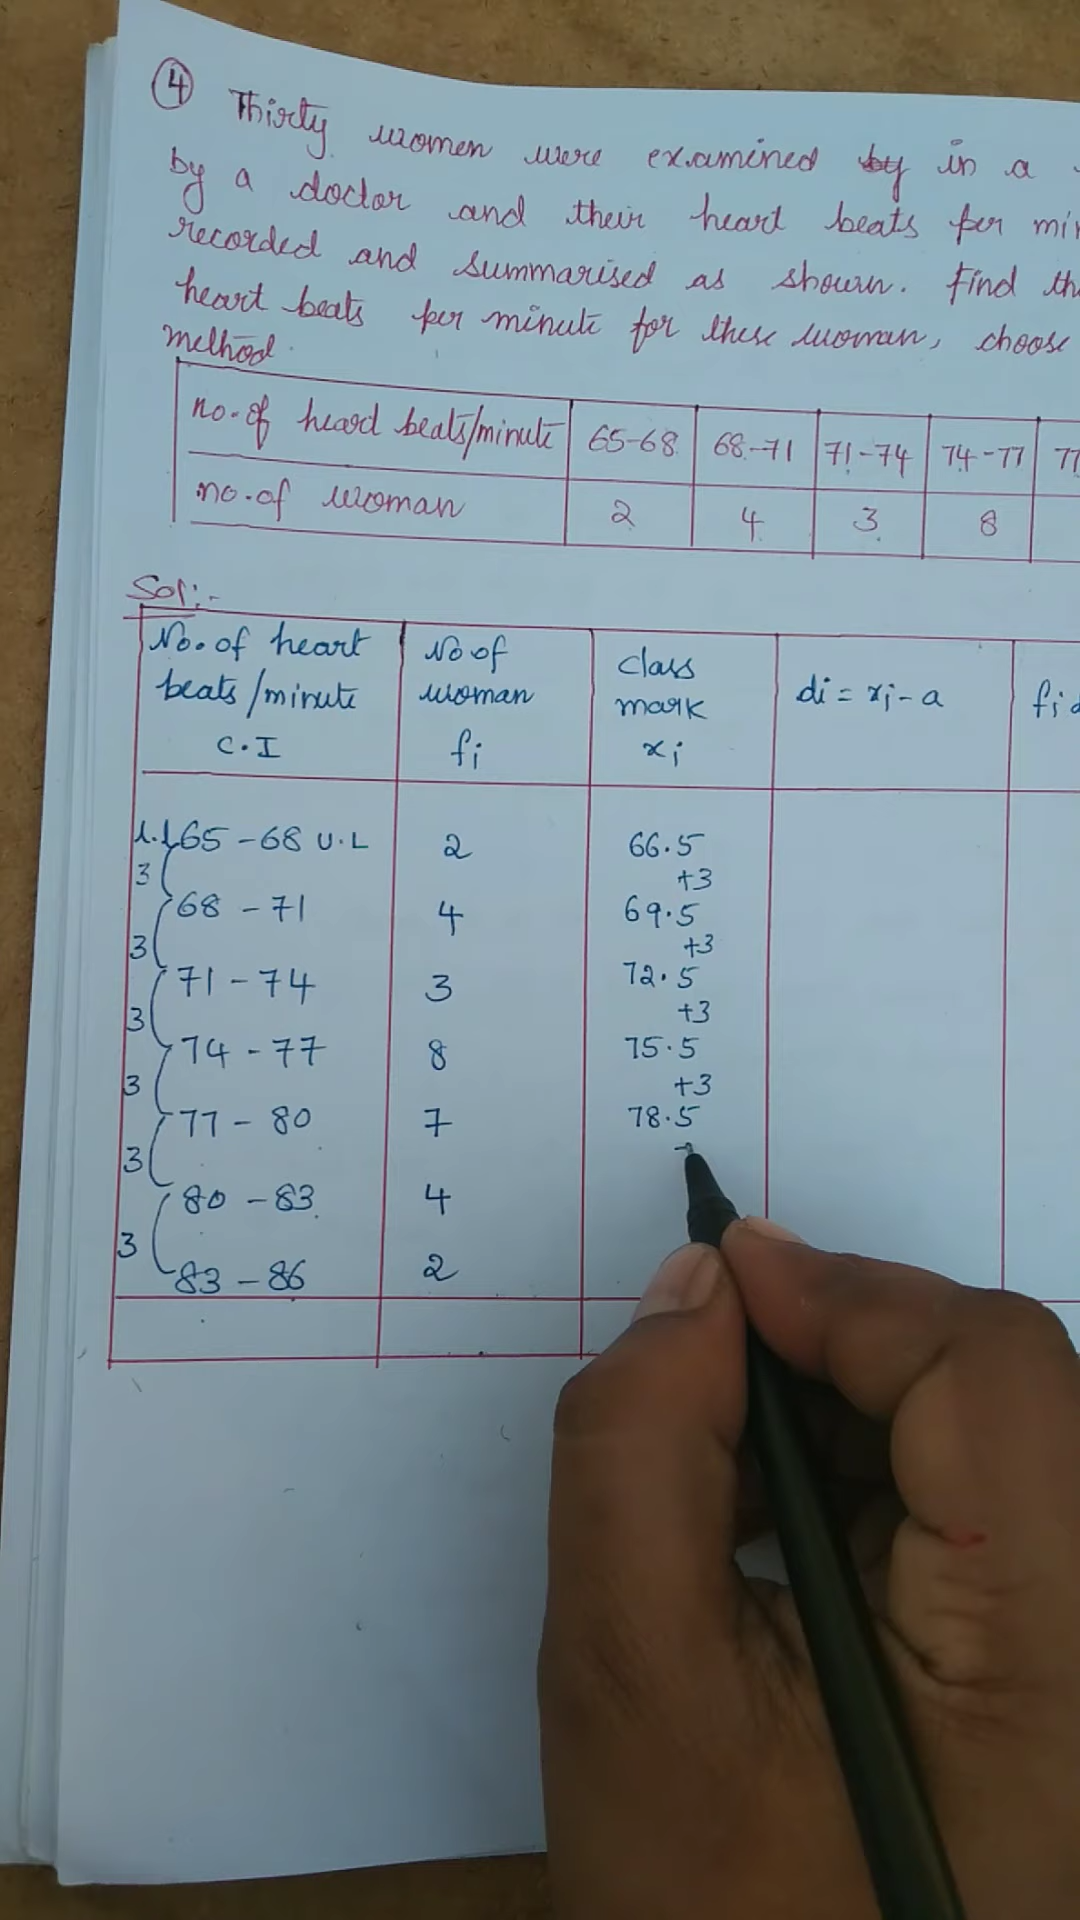 4 Thirty women were examined by in a
by a doctor and their heart beats per
recorded and summarised as shown. Find
heart beats per minute for these woman, choose
method.
no. of heard beats/minute 65-68 68-71 71-74 74-77 77
no. of woman 2 4 3 8
Sol:-
No. of heart beats/minute C.I
No of woman fi
class mark xi
di = xi - a
fi
L.L 65 - 68 U.L 2 66.5
3 +3
68 - 71 4 69.5
3 +3
71 - 74 3 72.5
3 +3
74 - 77 8 75.5
3 +3
77 - 80 7 78.5
3
80 - 83 4
3
83 - 86 2